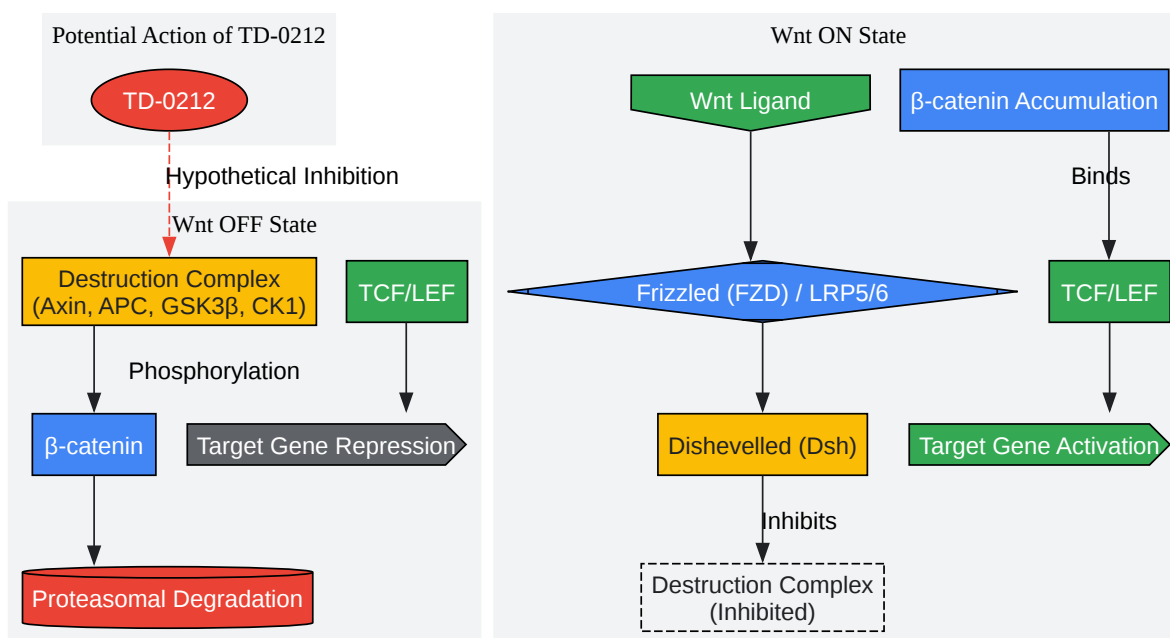 Potential Action of TD-0212
TD-0212
Hypothetical Inhibition
Wnt OFF State
Destruction Complex
(Axin, APC, GSK3β, CK1)
TCF/LEF
Phosphorylation
β-catenin
Target Gene Repression
Proteasomal Degradation
Wnt ON State
Wnt Ligand
β-catenin Accumulation
Binds
Frizzled (FZD) / LRP5/6
TCF/LEF
Dishevelled (Dsh)
Target Gene Activation
Inhibits
Destruction Complex
(Inhibited)